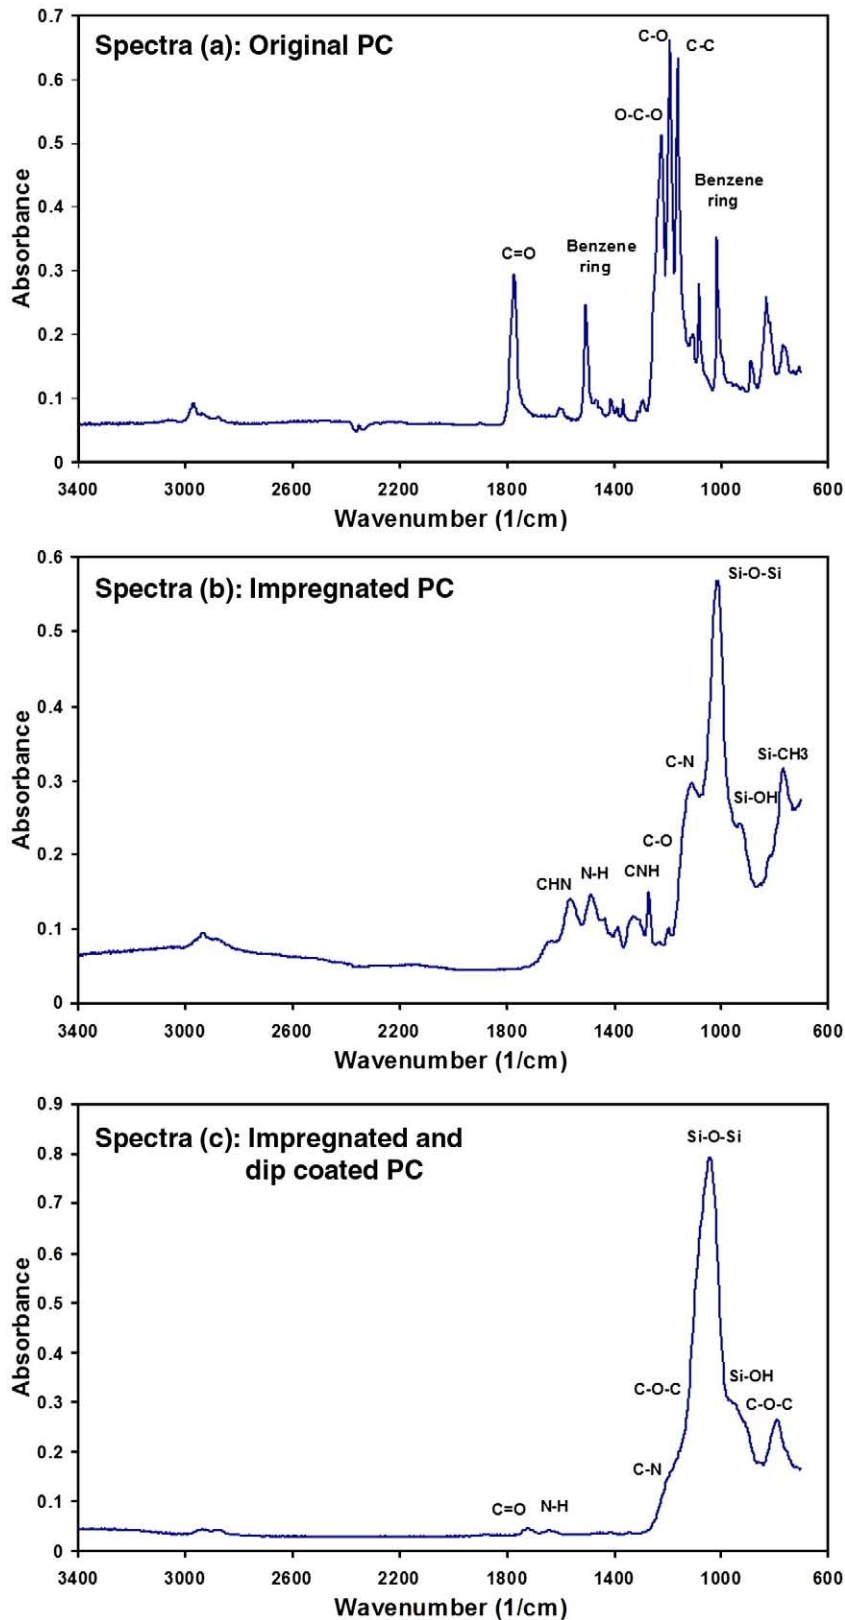 Spectra (a): Original PC
Absorbance
0.7
0.6
0.5
0.4
0.3
0.2
0.1
0
C-O
C-C
O-C-O
Benzene
ring
C=O
Benzene
ring
3400 3000 2600 2200 1800 1400 1000 600
Wavenumber (1/cm)
Spectra (b): Impregnated PC
Absorbance
0.6
0.5
0.4
0.3
0.2
0.1
0
Si-O-Si
Si-CH3
C-N
Si-OH
C-O
CNH
N-H
CHN
3400 3000 2600 2200 1800 1400 1000 600
Wavenumber (1/cm)
Spectra (c): Impregnated and
dip coated PC
Absorbance
0.9
0.8
0.7
0.6
0.5
0.4
0.3
0.2
0.1
0
Si-O-Si
Si-OH
C-O-C
C-O-C
C-N
C=O
N-H
3400 3000 2600 2200 1800 1400 1000 600
Wavenumber (1/cm)